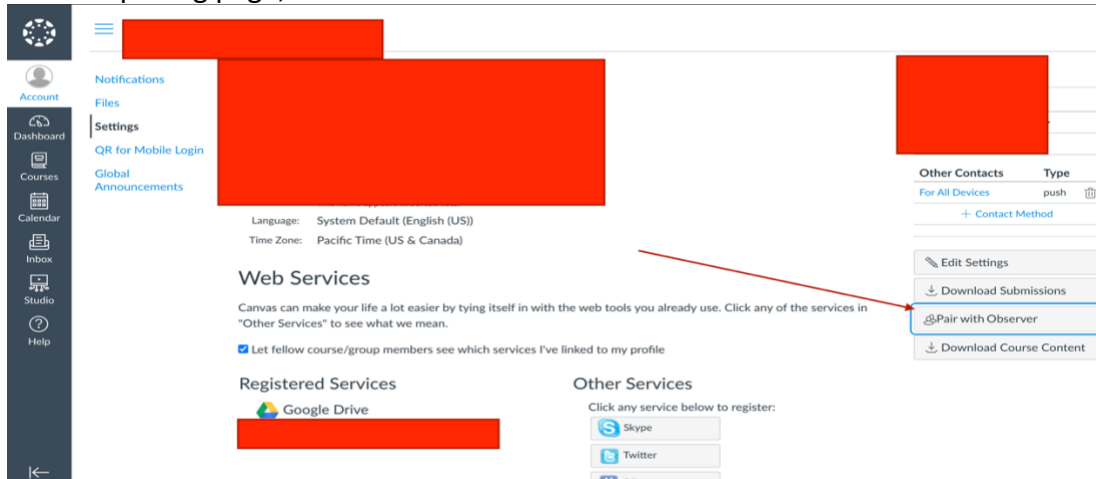 Account
Dashboard
Courses
Calendar
Inbox
Studio
Help
Notifications
Files
Settings
QR for Mobile Login
Global
Announcements
Language: System Default (English (US))
Time Zone: Pacific Time (US & Canada)
Web Services
Canvas can make your life a lot easier by tying itself in with the web tools you already use. Click any of the services in
"Other Services" to see what we mean.
Let fellow course/group members see which services I've linked to my profile
Registered Services
Google Drive
Other Services
Click any service below to register:
Skype
Twitter
Other Contacts Type
For All Devices push
+ Contact Method
Edit Settings
Download Submissions
Pair with Observer
Download Course Content